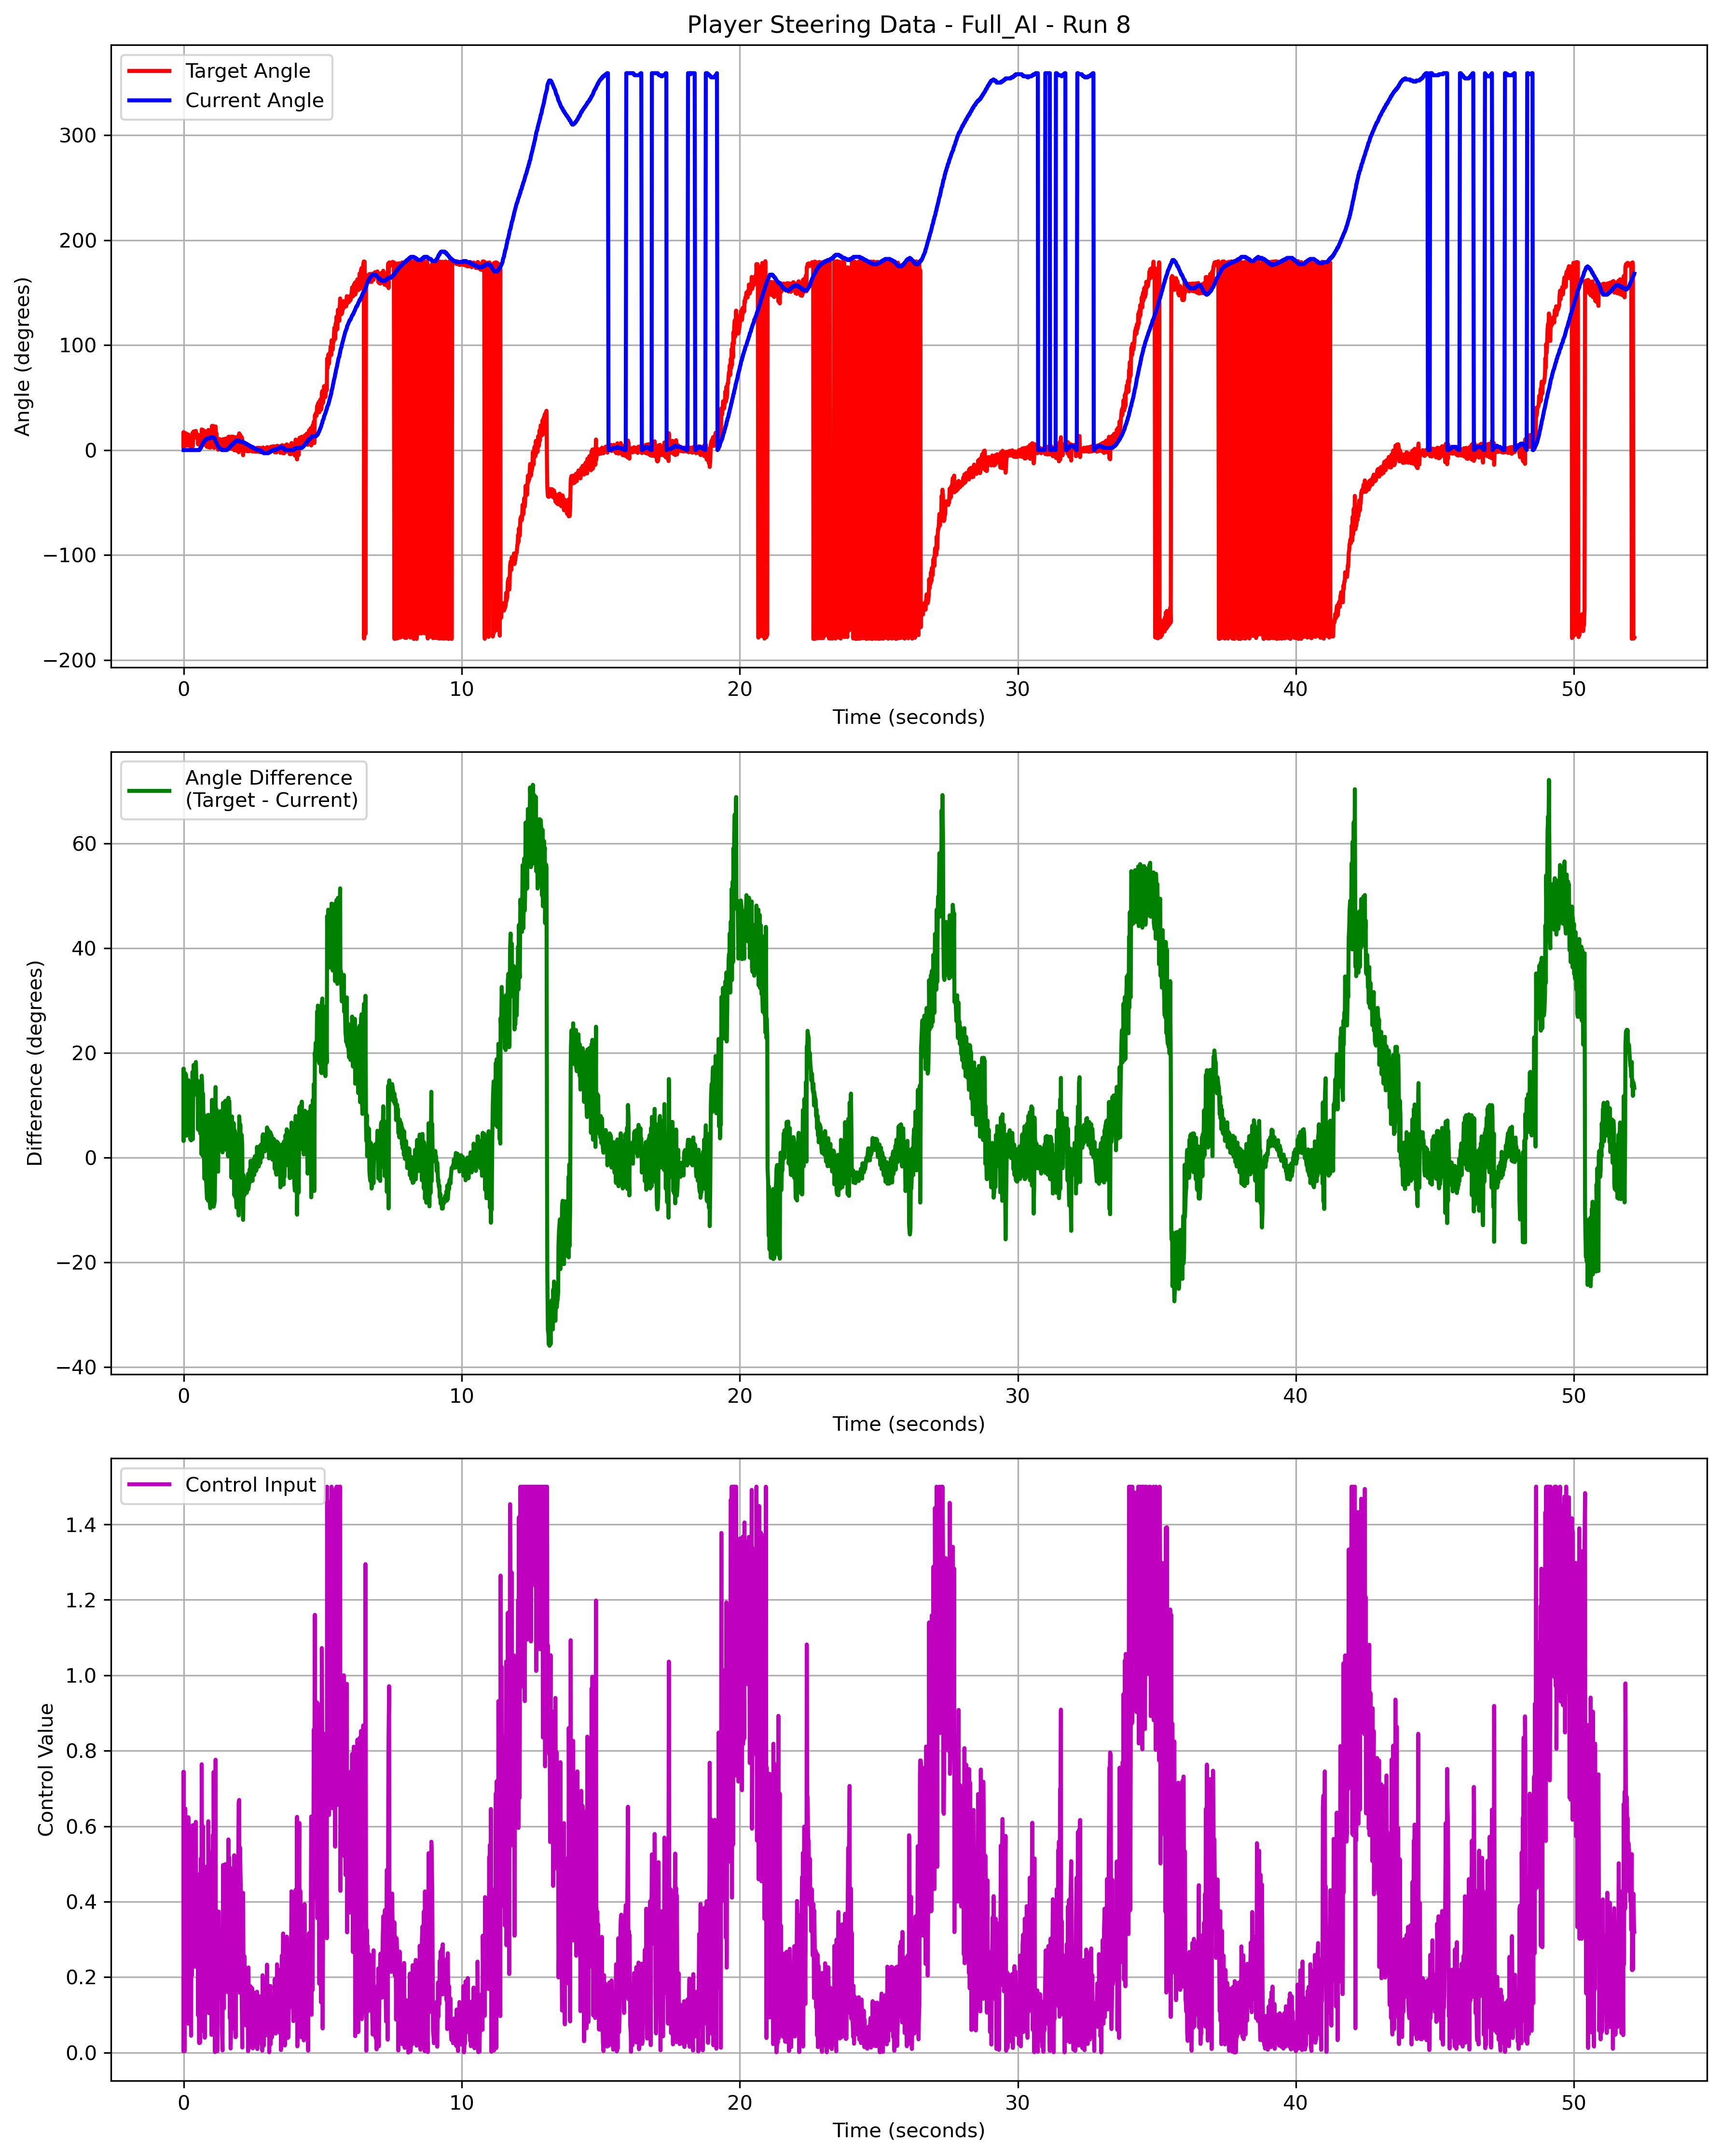 Player Steering Data - Full_AI - Run 8
Target Angle
Current Angle
Angle (degrees)
300
200
100
0
−100
−200
0 10 20 30 40 50
Time (seconds)
Angle Difference
(Target - Current)
Difference (degrees)
60
40
20
0
−20
−40
0 10 20 30 40 50
Time (seconds)
Control Input
Control Value
1.4
1.2
1.0
0.8
0.6
0.4
0.2
0.0
0 10 20 30 40 50
Time (seconds)